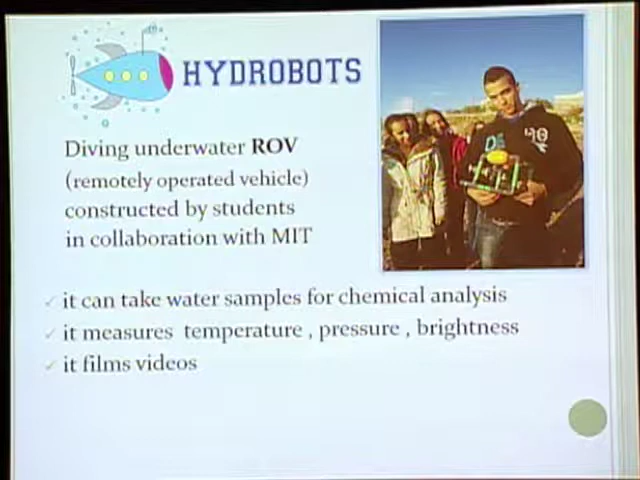 HYDROBOTS
Diving underwater ROV
(remotely operated vehicle)
constructed by students
in collaboration with MIT
it can take water samples for chemical analysis
it measures temperature , pressure , brightness
it films videos